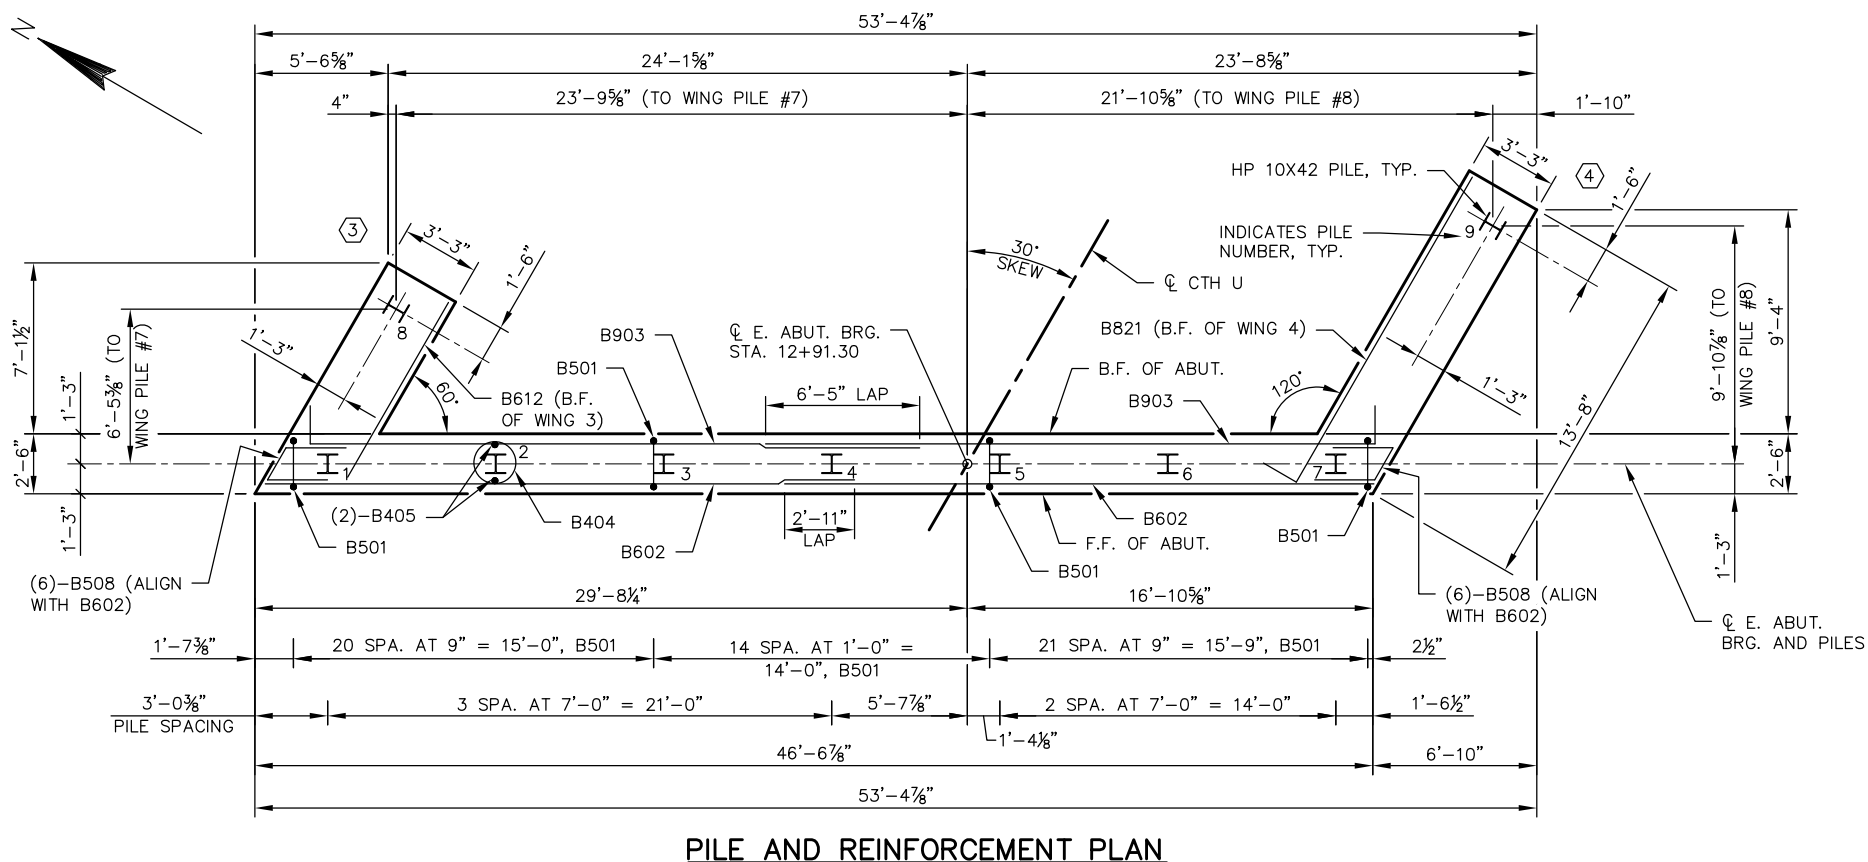 53'-4⅞"
N
5'-6⅝"
24'-1⅝"
23'-8⅝"
4"
23'-9⅝" (TO WING PILE #7)
21'-10⅝" (TO WING PILE #8)
1'-10"
3'-3"
HP 10X42 PILE, TYP.
4
1'-6"
3
3'-3"
1'-6"
INDICATES PILE
NUMBER, TYP.
9
30°
SKEW
℄ CTH U
7'-1½"
6'-5⅜" (TO
WING PILE #7)
1'-3"
8
B903
℄ E. ABUT. BRG.
STA. 12+91.30
B821 (B.F. OF WING 4)
9'-10⅞" (TO
WING PILE #8)
9'-4"
B501
B.F. OF ABUT.
60°
B612 (B.F.
OF WING 3)
6'-5" LAP
B903
120°
1'-3"
13'-8"
1'-3"
2'-6"
1'-3"
1
2
3
4
5
6
7
2'-6"
1'-3"
(2)-B405
B404
2'-11"
LAP
B602
B501
B602
F.F. OF ABUT.
B501
B501
(6)-B508 (ALIGN
WITH B602)
(6)-B508 (ALIGN
WITH B602)
℄ E. ABUT.
BRG. AND PILES
29'-8¼"
16'-10⅝"
1'-7⅜"
20 SPA. AT 9" = 15'-0", B501
14 SPA. AT 1'-0" =
14'-0", B501
21 SPA. AT 9" = 15'-9", B501
2½"
3'-0⅜"
PILE SPACING
3 SPA. AT 7'-0" = 21'-0"
5'-7⅞"
1'-4⅛"
2 SPA. AT 7'-0" = 14'-0"
1'-6½"
46'-6⅞"
6'-10"
53'-4⅞"
PILE AND REINFORCEMENT PLAN